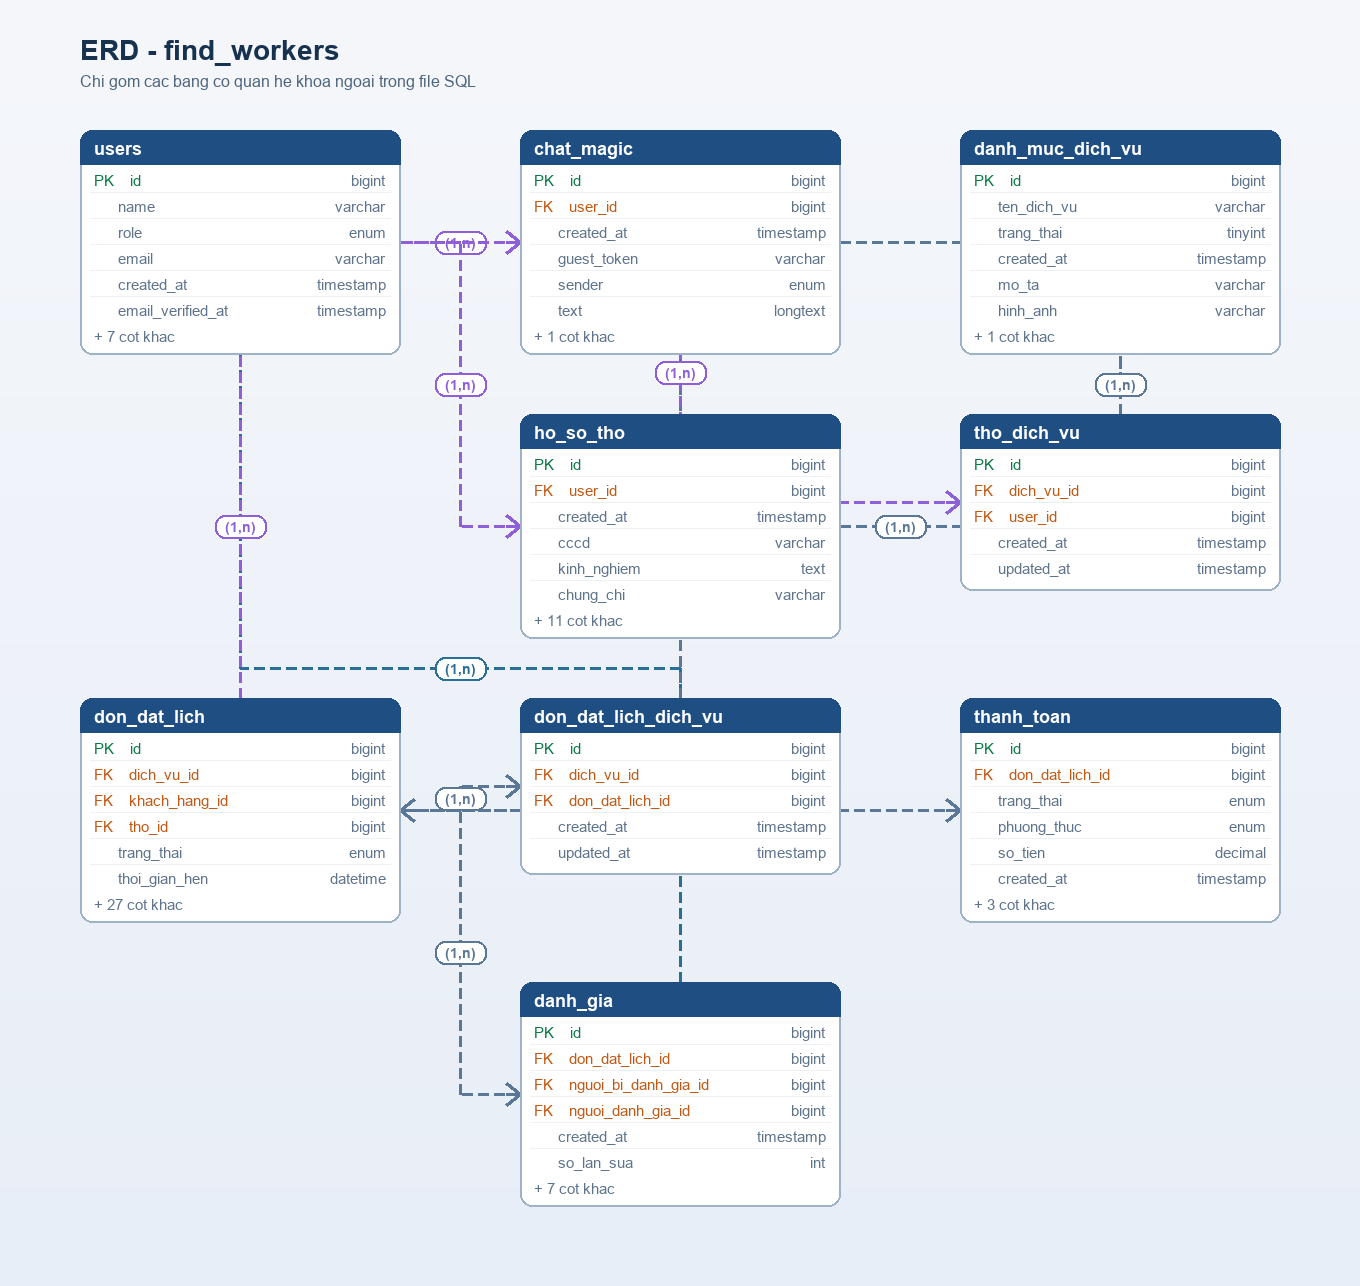 ERD - find_workers
Chi gom cac bang co quan he khoa ngoai trong file SQL
users
PK id bigint
name varchar
role enum
email varchar
created_at timestamp
email_verified_at timestamp
+ 7 cot khac
(1,n)
chat_magic
PK id bigint
FK user_id bigint
created_at timestamp
guest_token varchar
sender enum
text longtext
+ 1 cot khac
danh_muc_dich_vu
PK id bigint
ten_dich_vu varchar
trang_thai tinyint
created_at timestamp
mo_ta varchar
hinh_anh varchar
+ 1 cot khac
(1,n)
(1,n)
(1,n)
ho_so_tho
PK id bigint
FK user_id bigint
created_at timestamp
cccd varchar
kinh_nghiem text
chung_chi varchar
+ 11 cot khac
tho_dich_vu
PK id bigint
FK dich_vu_id bigint
FK user_id bigint
created_at timestamp
updated_at timestamp
(1,n)
(1,n)
(1,n)
don_dat_lich
PK id bigint
FK dich_vu_id bigint
FK khach_hang_id bigint
FK tho_id bigint
trang_thai enum
thoi_gian_hen datetime
+ 27 cot khac
(1,n)
don_dat_lich_dich_vu
PK id bigint
FK dich_vu_id bigint
FK don_dat_lich_id bigint
created_at timestamp
updated_at timestamp
thanh_toan
PK id bigint
FK don_dat_lich_id bigint
trang_thai enum
phuong_thuc enum
so_tien decimal
created_at timestamp
+ 3 cot khac
(1,n)
danh_gia
PK id bigint
FK don_dat_lich_id bigint
FK nguoi_bi_danh_gia_id bigint
FK nguoi_danh_gia_id bigint
created_at timestamp
so_lan_sua int
+ 7 cot khac